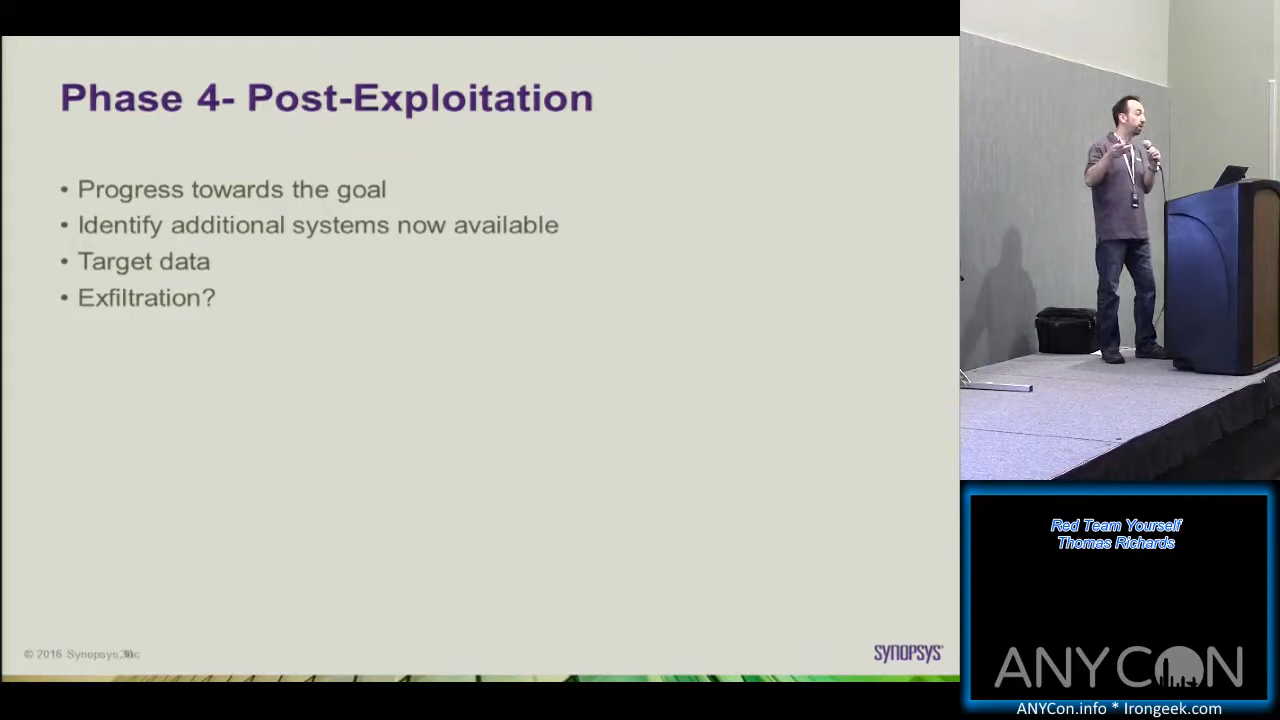 Phase 4- Post-Exploitation
• Progress towards the goal
• Identify additional systems now available
• Target data
• Exfiltration?
© 2016 Synopsys,
SYNOPSYS
Red Team Yourself
Thomas Richards
ANYCON
ANYCon.info * Irongeek.com